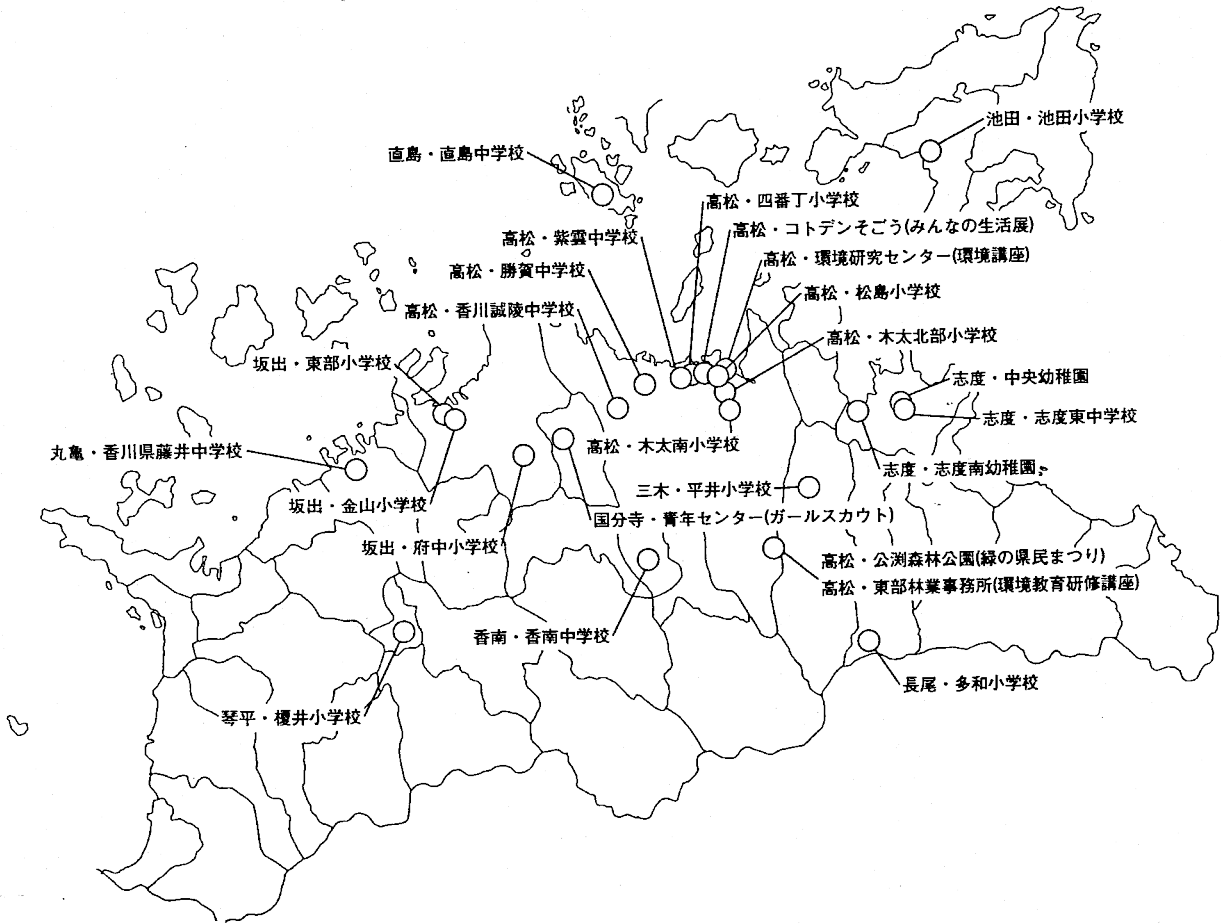 池田・池田小学校
直島・直島中学校
高松・四番丁小学校
高松・コトデンそごう(みんなの生活展)
高松・紫雲中学校
高松・環境研究センター(環境講座)
高松・勝賀中学校
高松・松島小学校
高松・香川誠陵中学校
高松・木太北部小学校
坂出・東部小学校
志度・中央幼稚園
志度・志度東中学校
高松・木太南小学校
丸亀・香川県藤井中学校
志度・志度南幼稚園
三木・平井小学校
坂出・金山小学校
国分寺・青年センター(ガールスカウト)
坂出・府中小学校
高松・公渕森林公園(緑の県民まつり)
高松・東部林業事務所(環境教育研修講座)
香南・香南中学校
長尾・多和小学校
琴平・榎井小学校